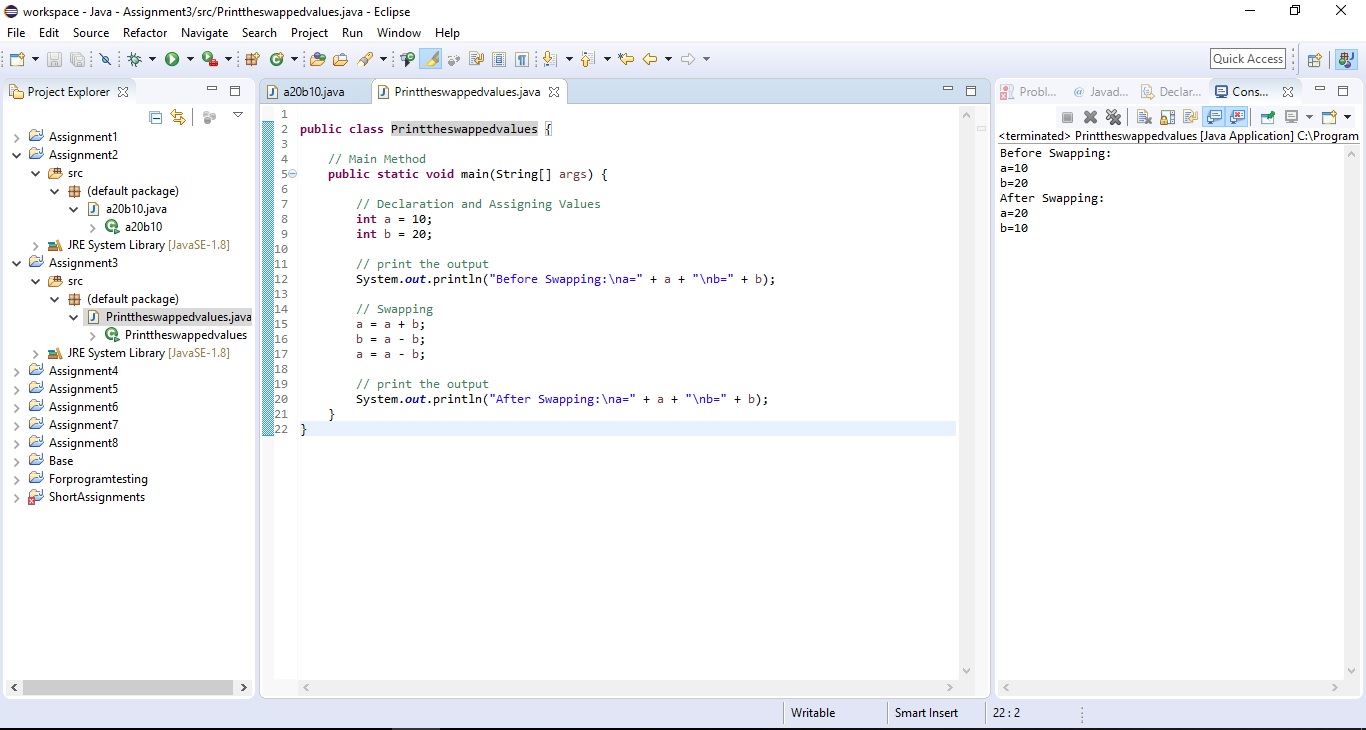 workspace - Java - Assignment3/src/Printtheswappedvalues.java - Eclipse
File Edit Source Refactor Navigate Search Project Run Window Help
Quick Access
Project Explorer
Assignment1
Assignment2
src
(default package)
a20b10.java
a20b10
JRE System Library [JavaSE-1.8]
Assignment3
src
(default package)
Printtheswappedvalues.java
Printtheswappedvalues
JRE System Library [JavaSE-1.8]
Assignment4
Assignment5
Assignment6
Assignment7
Assignment8
Base
Forprogramtesting
ShortAssignments
a20b10.java Printtheswappedvalues.java
1
2 public class Printtheswappedvalues {
3
4 // Main Method
5 public static void main(String[] args) {
6
7 // Declaration and Assigning Values
8 int a = 10;
9 int b = 20;
10
11 // print the output
12 System.out.println("Before Swapping:\na=" + a + "\nb=" + b);
13
14 // Swapping
15 a = a + b;
16 b = a - b;
17 a = a - b;
18
19 // print the output
20 System.out.println("After Swapping:\na=" + a + "\nb=" + b);
21 }
22 }
Probl... Javad... Declar... Cons...
<terminated> Printtheswappedvalues [Java Application] C:\Program
Before Swapping:
a=10
b=20
After Swapping:
a=20
b=10
Writable Smart Insert 22 : 2